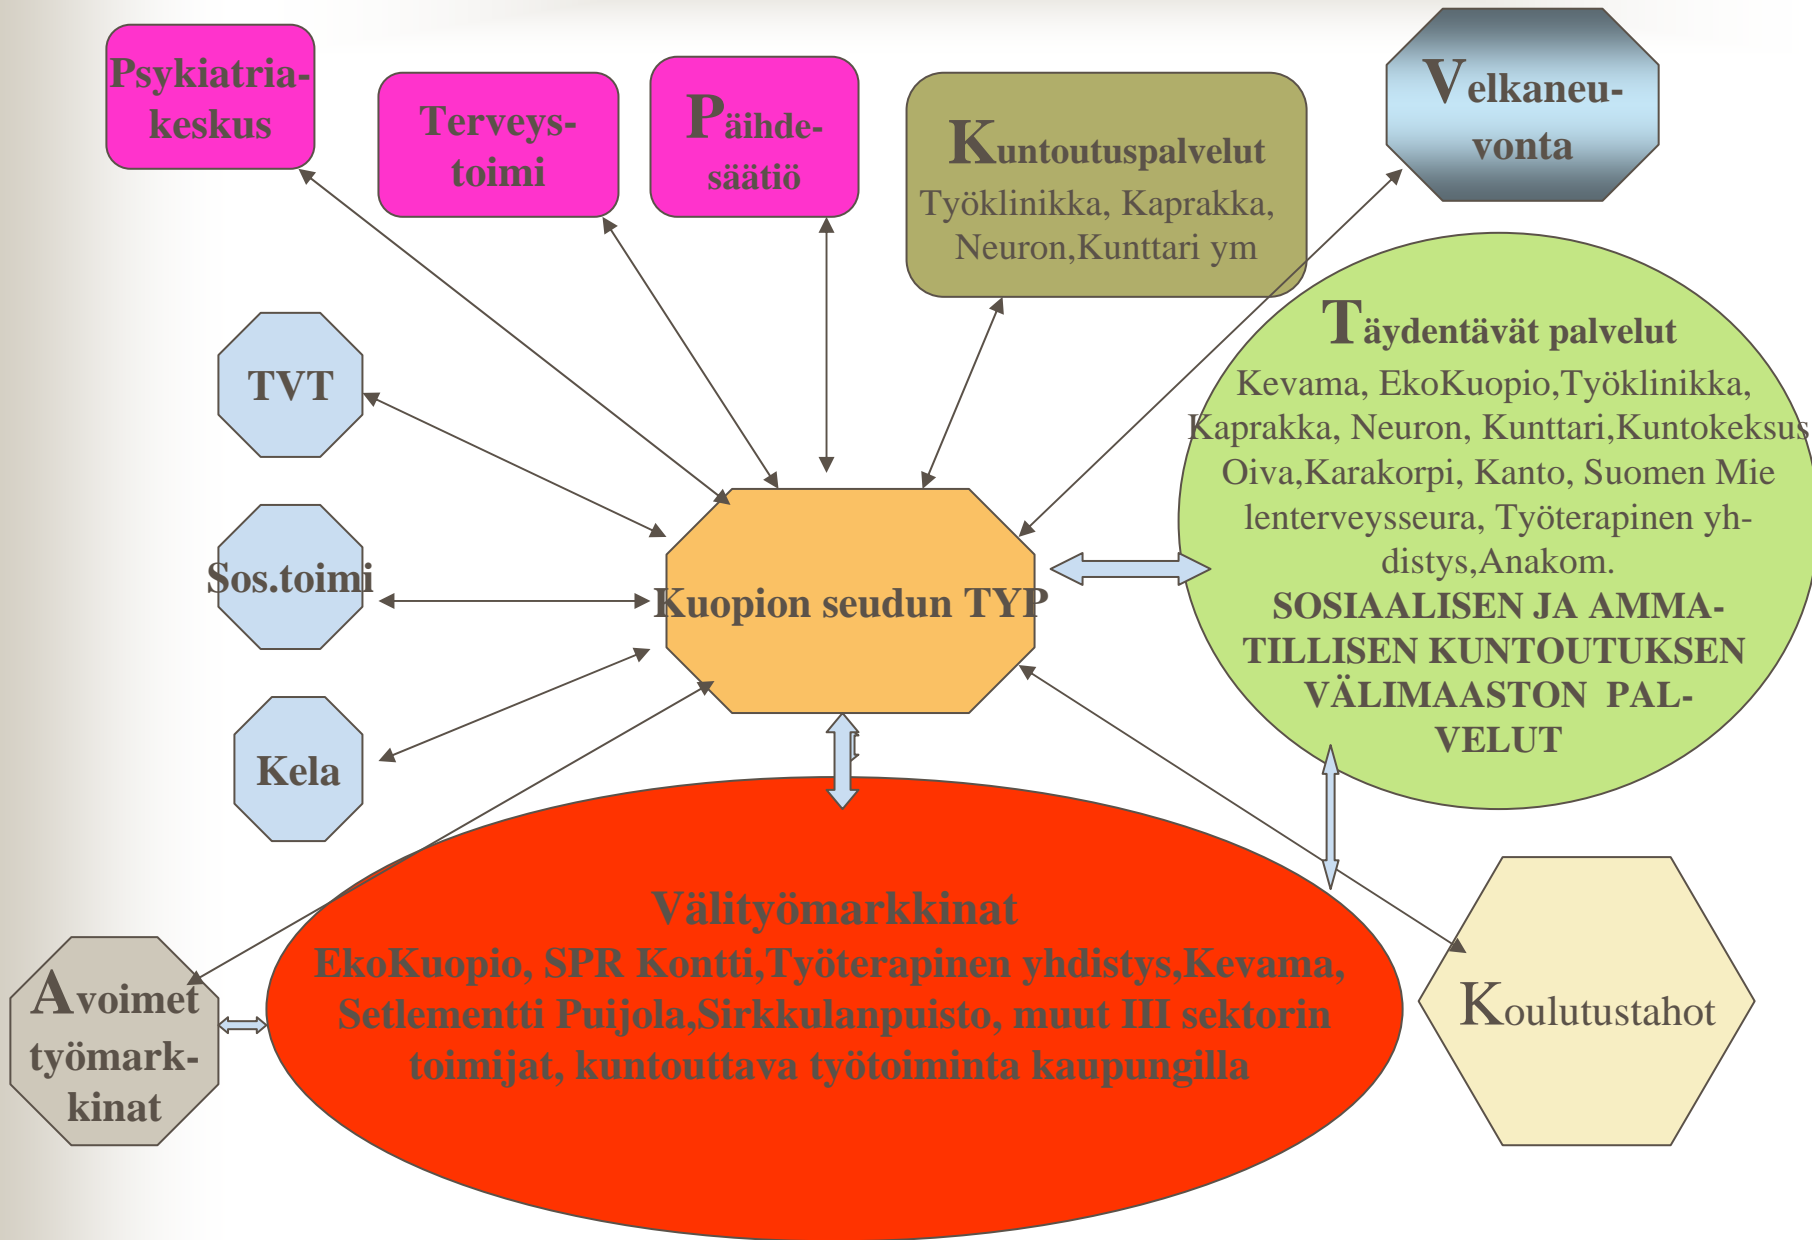 Psykiatria-
keskus
Terveys-
toimi
Päihde-
säätiö
Kuntoutuspalvelut
Työklinikka, Kaprakka,
Neuron,Kunttari ym
Velkaneu-
vonta
TVT
Sos.toimi
Kela
Kuopion seudun TYP
Täydentävät palvelut
Kevama, EkoKuopio,Työklinikka,
Kaprakka, Neuron, Kunttari,Kuntokeksus
Oiva,Karakorpi, Kanto, Suomen Mie
lenterveysseura, Työterapinen yh-
distys,Anakom.
SOSIAALISEN JA AMMA-
TILLISEN KUNTOUTUKSEN
VÄLIMAASTON PAL-
VELUT
Välityömarkkinat
EkoKuopio, SPR Kontti,Työterapinen yhdistys,Kevama,
Setlementti Puijola,Sirkkulanpuisto, muut III sektorin
toimijat, kuntouttava työtoiminta kaupungilla
Avoimet
työmark-
kinat
Koulutustahot